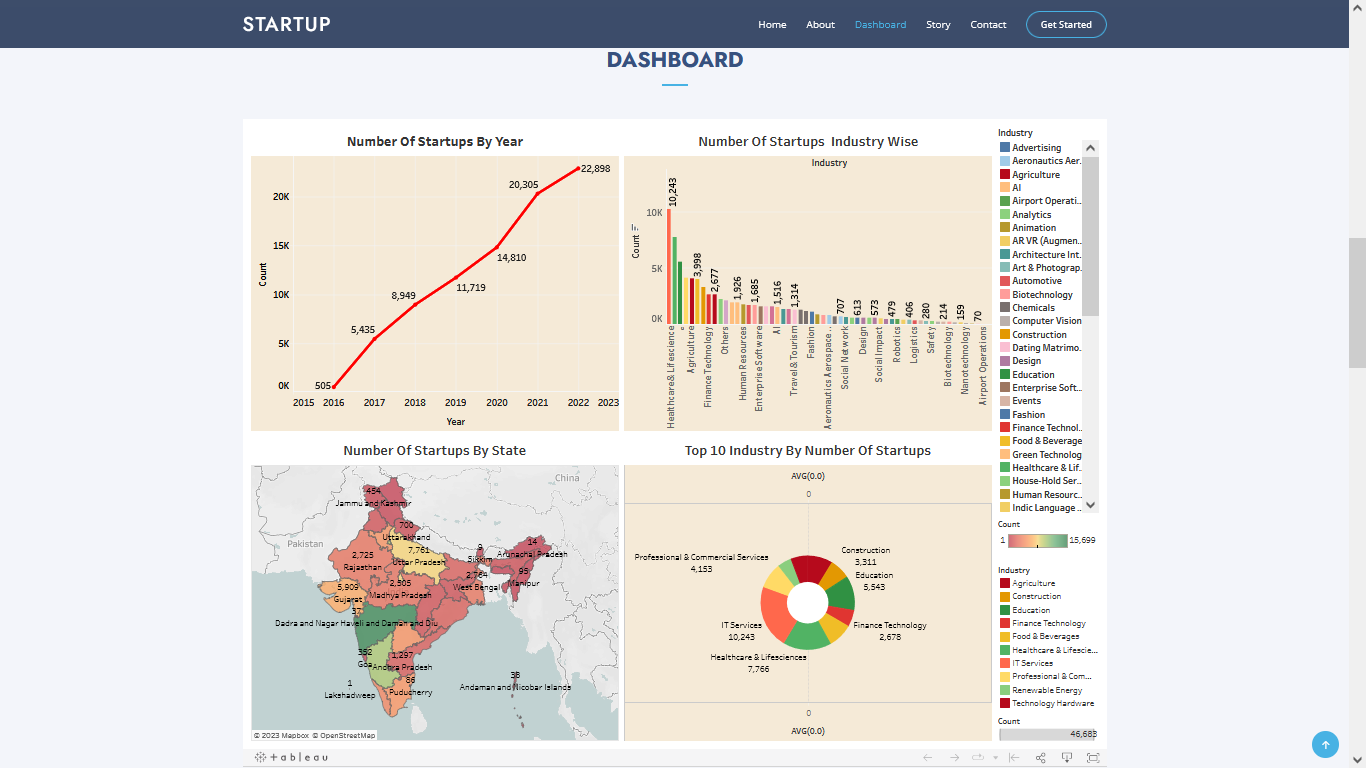 STARTUP
Home
About
Dashboard
Story
Contact
Get Started
DASHBOARD
Number Of Startups By Year
Count
20K
15K
10K
5K
0K
505
5,435
8,949
11,719
14,810
20,305
22,898
2015
2016
2017
2018
2019
2020
2021
2022
2023
Year
Number Of Startups Industry Wise
Industry
Count
10K
5K
0K
10,243
3,998
2,677
1,926
1,685
1,516
1,314
707
613
573
479
406
280
214
159
70
Healthcare & Lifescience
Agriculture
Finance Technology
Others
Human Resources
Enterprise Software
AI
Travel & Tourism
Fashion
Aeronautics Aerospace ..
Social Network
Design
Social Impact
Robotics
Logistics
Safety
Biotechnology
Nanotechnology
Airport Operations
Industry
Advertising
Aeronautics Aer..
Agriculture
AI
Airport Operati..
Analytics
Animation
AR VR (Augmen..
Architecture Int..
Art & Photograp..
Automotive
Biotechnology
Chemicals
Computer Vision
Construction
Dating Matrimo..
Design
Education
Enterprise Soft..
Events
Fashion
Finance Technol..
Food & Beverage
Green Technolog
Healthcare & Lif..
House-Hold Ser..
Human Resourc..
Indic Language ..
Count
1
15,699
Number Of Startups By State
China
Pakistan
454
Jammu and Kashmir
700
Uttarakhand
7,761
Uttar Pradesh
2,725
Rajasthan
9
Sikkim
14
Arunachal Pradesh
95
Manipur
2,764
West Bengal
2,505
Madhya Pradesh
5,909
Gujarat
37
Dadra and Nagar Haveli and Daman and Diu
352
Goa
1,297
Andhra Pradesh
86
Puducherry
1
Lakshadweep
38
Andaman and Nicobar Islands
© 2023 Mapbox © OpenStreetMap
Top 10 Industry By Number Of Startups
AVG(0.0)
0
Professional & Commercial Services
4,153
Construction
3,311
Education
5,543
Finance Technology
2,678
IT Services
10,243
Healthcare & Lifesciences
7,766
0
AVG(0.0)
Industry
Agriculture
Construction
Education
Finance Technology
Food & Beverages
Healthcare & Lifescie...
IT Services
Professional & Com...
Renewable Energy
Technology Hardware
Count
46,683
+ableau